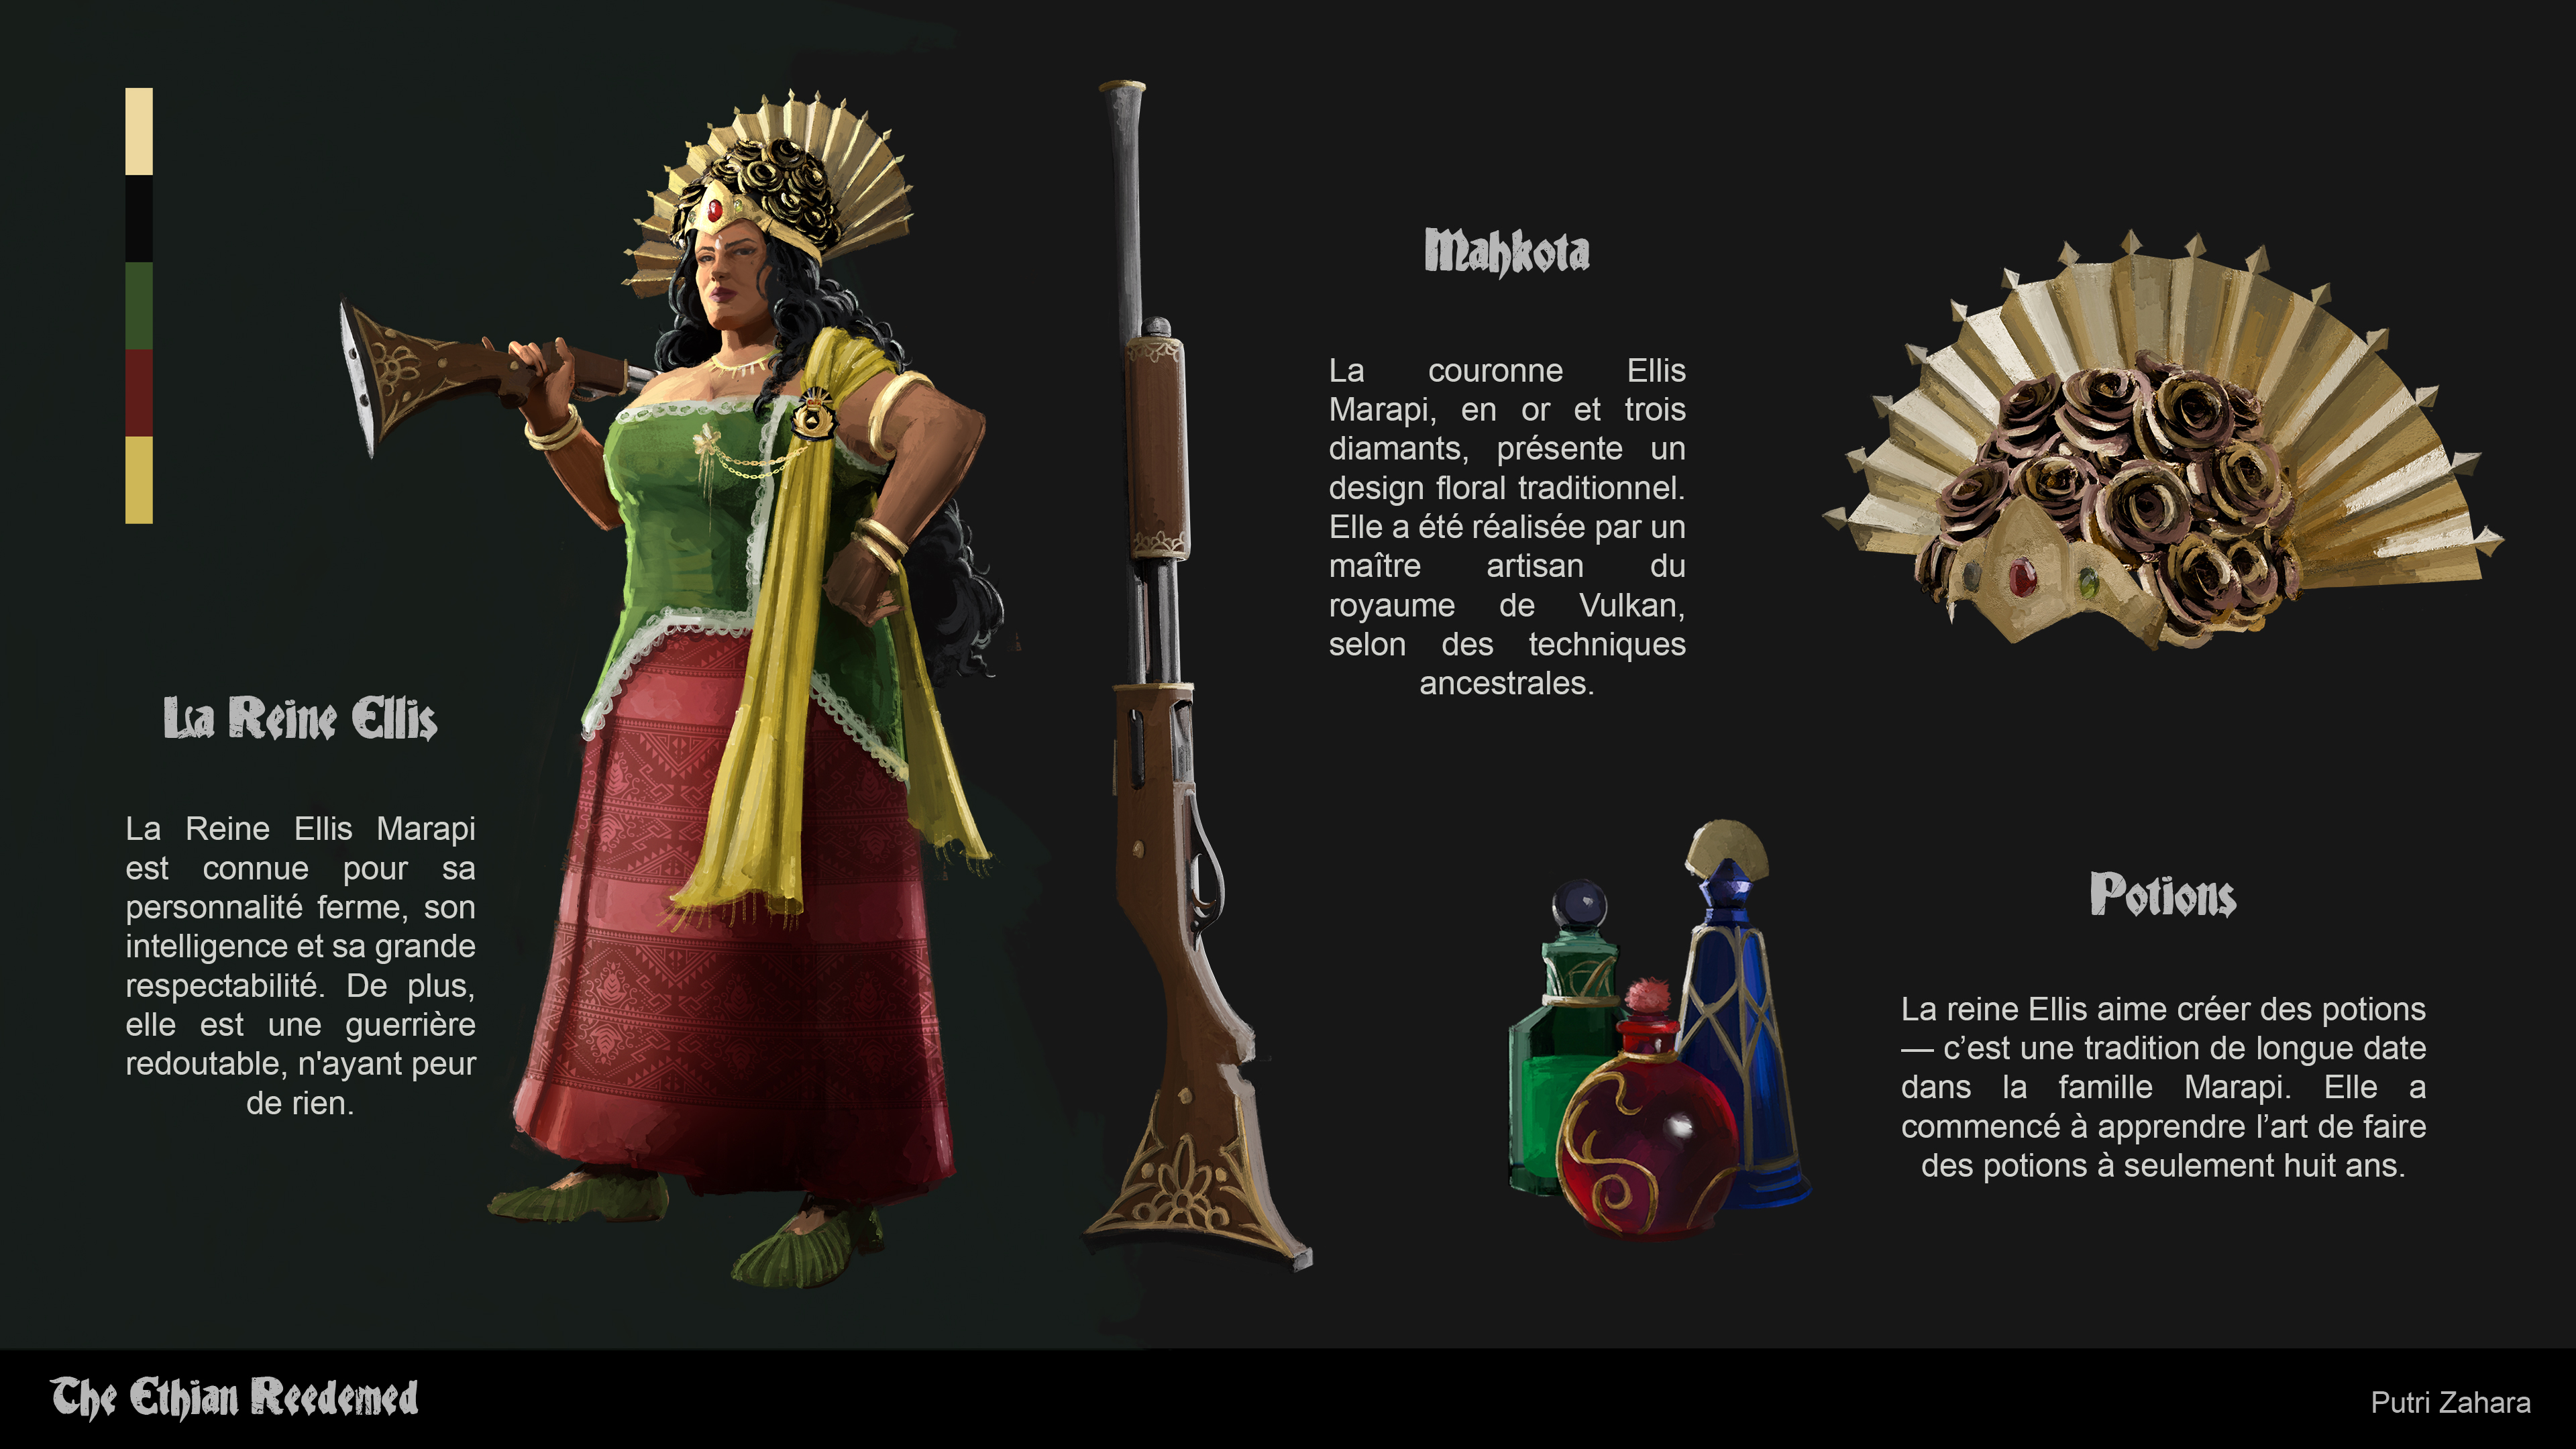 Mahkota
La couronne Ellis
Marapi, en or et trois
diamants, présente un
design floral traditionnel.
Elle a été réalisée par un
maître artisan du
royaume de Vulkan,
selon des techniques
ancestrales.
La Reine Ellis
La Reine Ellis Marapi
est connue pour sa
personnalité ferme, son
intelligence et sa grande
respectabilité. De plus,
elle est une guerrière
redoutable, n'ayant peur
de rien.
Potions
La reine Ellis aime créer des potions
— c’est une tradition de longue date
dans la famille Marapi. Elle a
commencé à apprendre l’art de faire
des potions à seulement huit ans.
The Ethian Reedemed
Putri Zahara